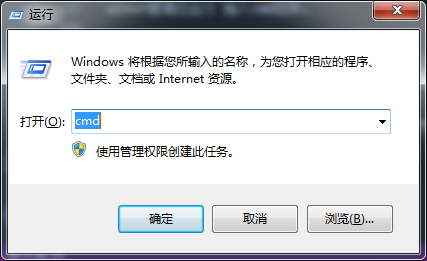 运行
Windows 将根据您所输入的名称，为您打开相应的程序、
文件夹、文档或 Internet 资源。
打开(O): cmd
使用管理权限创建此任务。
确定 取消 浏览(B)...